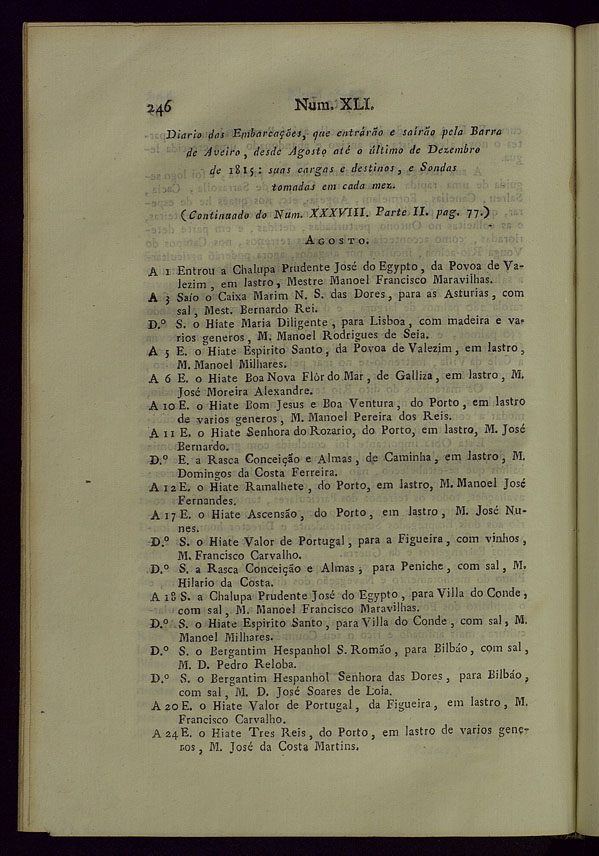 246
Num. XLI.
Diario das Embarcações, que entrárão e saírão pela Barra
de Aveiro, desde Agosto até o último de Dezembro
de 1815: suas cargas e destinos, e Sondas
tomadas em cada mez.
(Continuado do Num. XXXVIII. Parte II. pag. 77.)
AGOSTO.
A 1 Entrou a Chalupa Prudente José do Egypto, da Povoa de Va-
lezim, em lastro, Mestre Manoel Francisco Maravilhas.
A 3 Saío o Caixa Marim N. S. das Dores, para as Asturias, com
sal, Mest. Bernardo Rei.
D.º S. o Hiate Maria Diligente, para Lisboa, com madeira e va-
rios generos, M. Manoel Rodrigues de Seia.
A 5 E. o Hiate Espirito Santo, da Povoa de Valezim, em lastro,
M. Manoel Milhares.
A 6 E. o Hiate Boa Nova Flôr do Mar, de Galliza, em lastro, M.
José Moreira Alexandre.
A 10 E. o Hiate Bom Jesus e Boa Ventura, do Porto, em lastro
de varios generos, M. Manoel Pereira dos Reis.
A 11 E. o Hiate Senhora do Rozario, do Porto, em lastro, M. José
Bernardo.
D.º E. a Rasca Conceição e Almas, de Caminha, em lastro, M.
Domingos da Costa Ferreira.
A 12 E. o Hiate Ramalhete, do Porto, em lastro, M. Manoel José
Fernandes.
A 17 E. o Hiate Ascensão, do Porto, em lastro, M. José Nu-
nes.
D.º S. o Hiate Valor de Portugal, para a Figueira, com vinhos,
M. Francisco Carvalho.
D.º S. a Rasca Conceição e Almas, para Peniche, com sal, M.
Hilario da Costa.
A 18 S. a Chalupa Prudente José do Egypto, para Villa do Conde,
com sal, M. Manoel Francisco Maravilhas.
D.º S. o Hiate Espirito Santo, para Villa do Conde, com sal, M.
Manoel Milhares.
D.º S. o Bergantim Hespanhol S. Romão, para Bilbáo, com sal,
M. D. Pedro Reloba.
D.º S. o Bergantim Hespanhol Senhora das Dores, para Bilbáo,
com sal, M. D. José Soares de Loia.
A 20 E. o Hiate Valor de Portugal, da Figueira, em lastro, M.
Francisco Carvalho.
A 24 E. o Hiate Tres Reis, do Porto, em lastro de varios gene-
ros, M. José da Costa Martins.